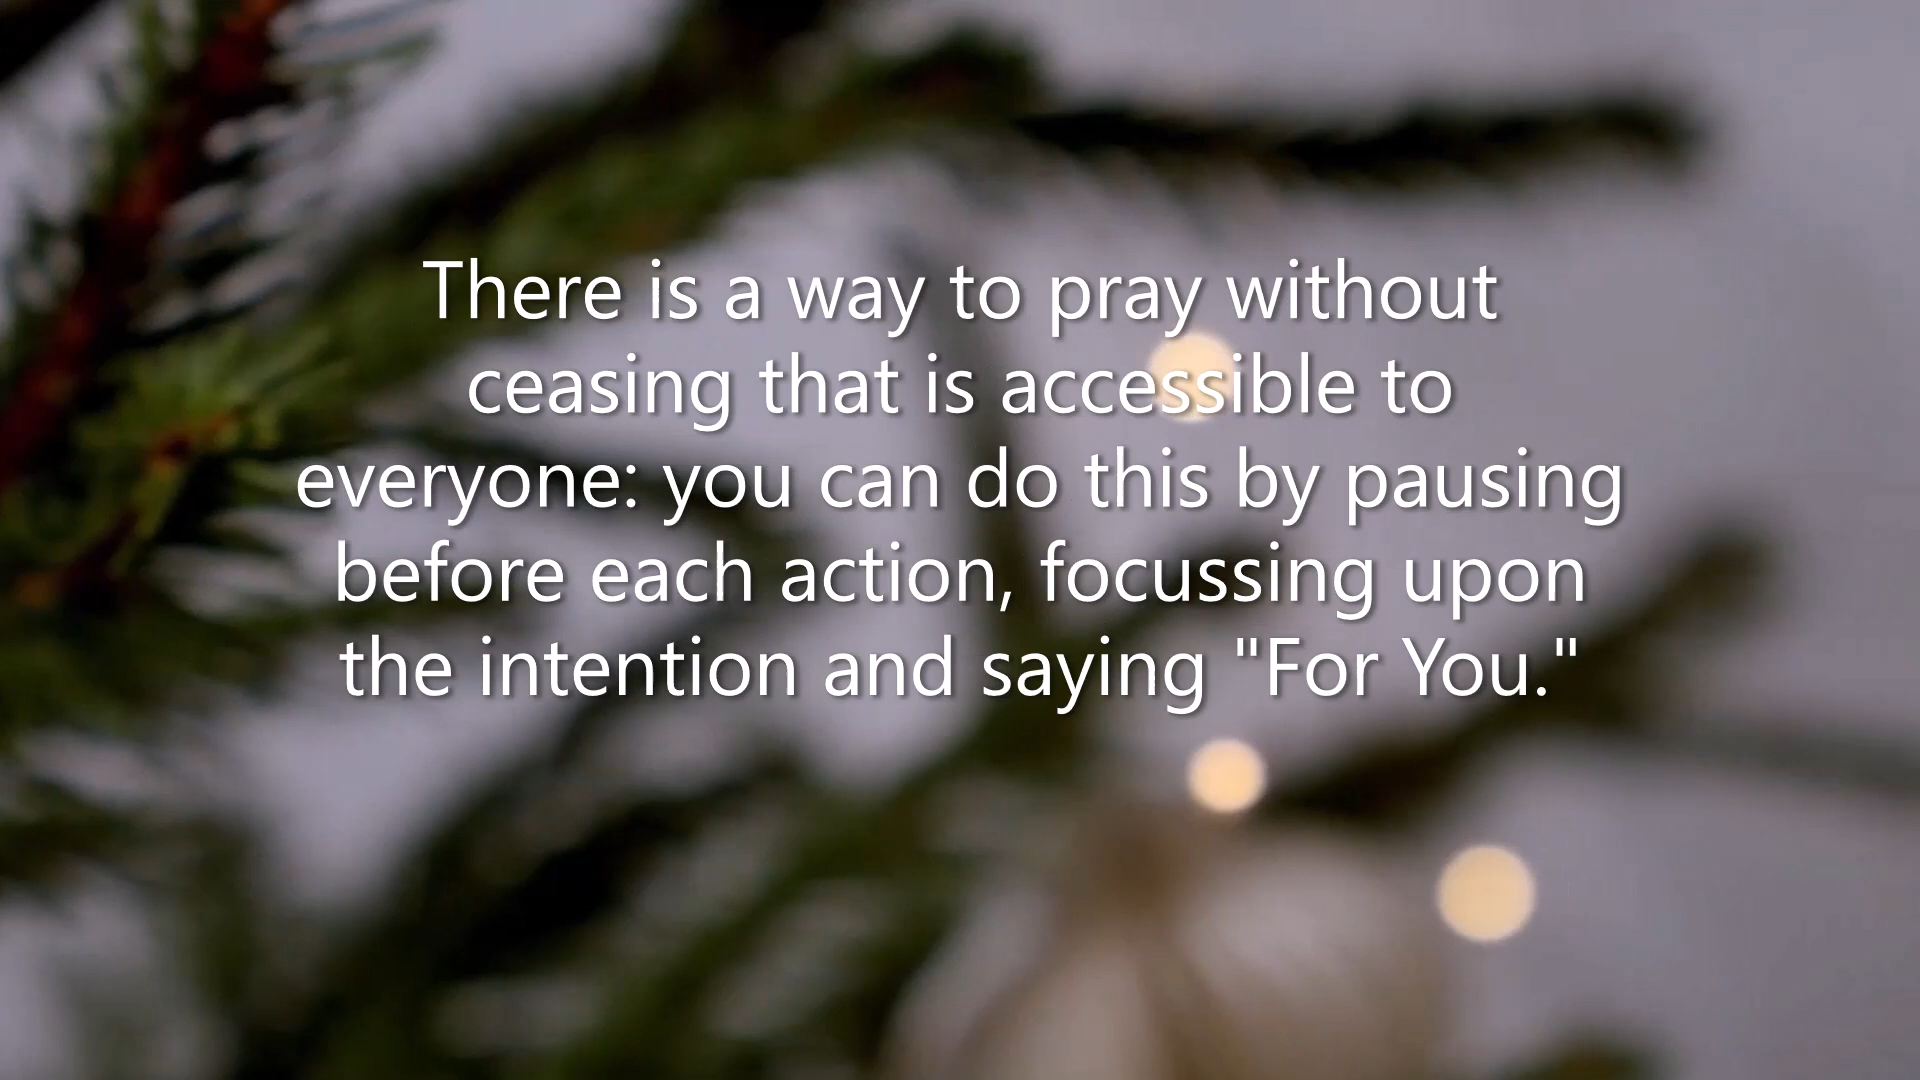 There is a way to pray without
ceasing that is accessible to
everyone: you can do this by pausing
before each action, focussing upon
the intention and saying "For You."